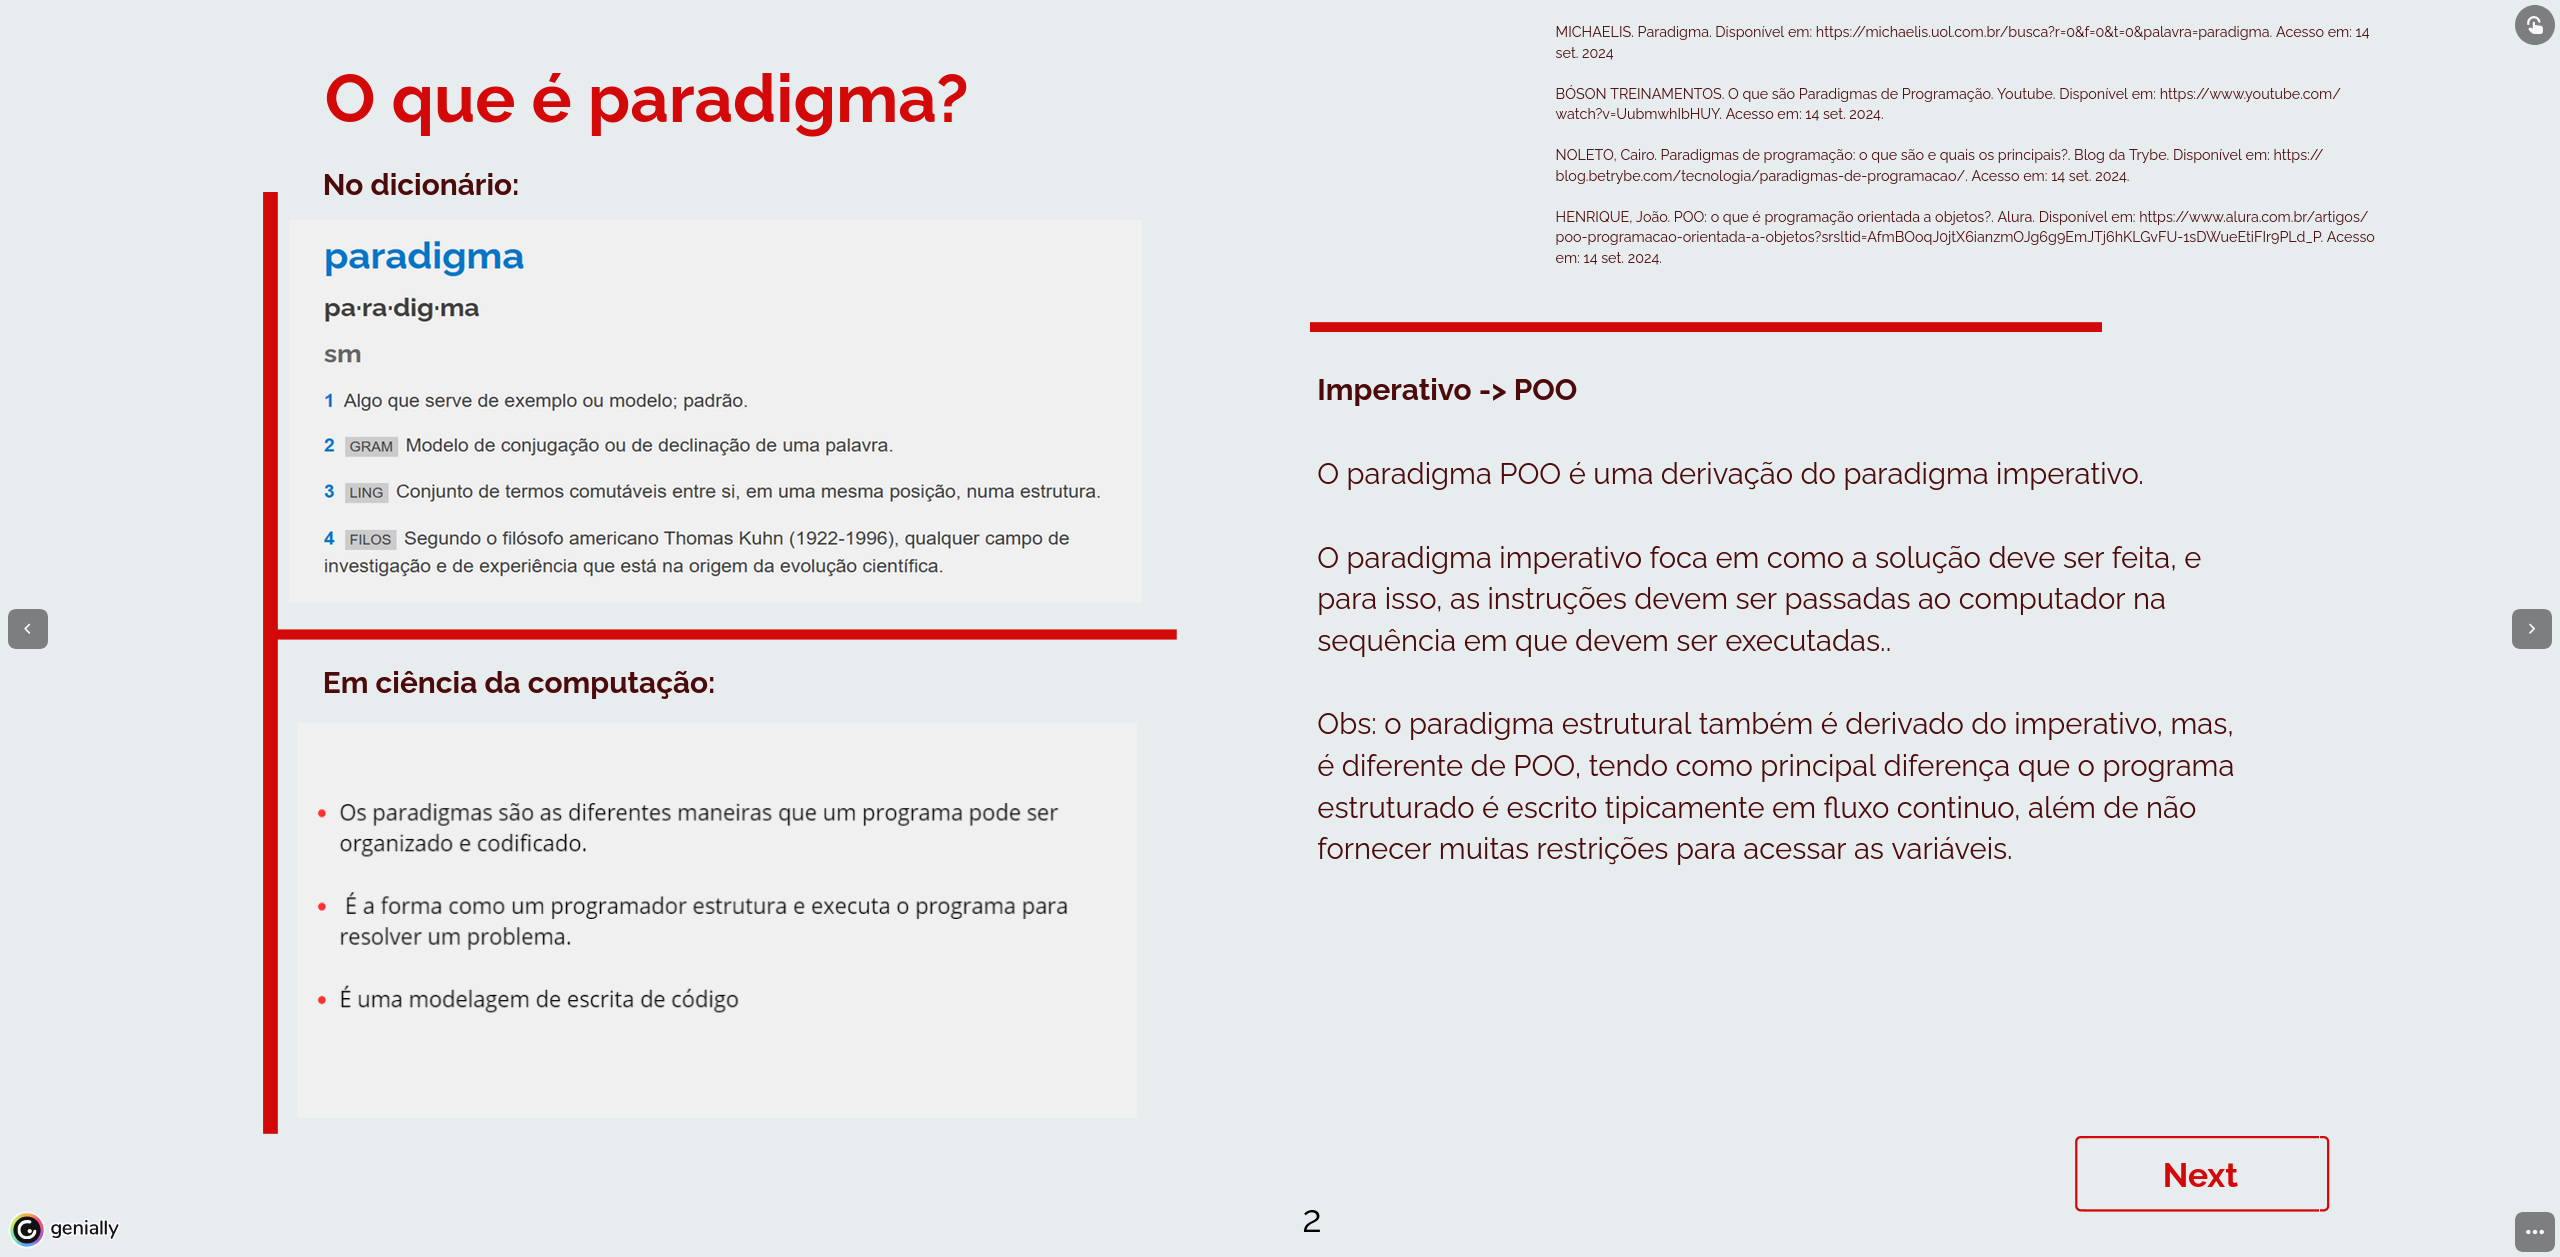 O que é paradigma?
No dicionário:
paradigma
pa·ra·dig·ma
sm
1 Algo que serve de exemplo ou modelo; padrão.
2 GRAM Modelo de conjugação ou de declinação de uma palavra.
3 LING Conjunto de termos comutáveis entre si, em uma mesma posição, numa estrutura.
4 FILOS Segundo o filósofo americano Thomas Kuhn (1922-1996), qualquer campo de
investigação e de experiência que está na origem da evolução científica.
Em ciência da computação:
• Os paradigmas são as diferentes maneiras que um programa pode ser
organizado e codificado.
• É a forma como um programador estrutura e executa o programa para
resolver um problema.
• É uma modelagem de escrita de código
MICHAELIS. Paradigma. Disponível em: https://michaelis.uol.com.br/busca?r=0&f=0&t=0&palavra=paradigma. Acesso em: 14
set. 2024
BÓSON TREINAMENTOS. O que são Paradigmas de Programação. Youtube. Disponível em: https://www.youtube.com/
watch?v=UubmwhIbHUY. Acesso em: 14 set. 2024.
NOLETO, Cairo. Paradigmas de programação: o que são e quais os principais?. Blog da Trybe. Disponível em: https://
blog.betrybe.com/tecnologia/paradigmas-de-programacao/. Acesso em: 14 set. 2024.
HENRIQUE, João. POO: o que é programação orientada a objetos?. Alura. Disponível em: https://www.alura.com.br/artigos/
poo-programacao-orientada-a-objetos?srsltid=AfmBOoqJ0jtX6ianzmOJg6g9EmJTj6hKLGvFU-1sDWueEtiFIr9PLd_P. Acesso
em: 14 set. 2024.
Imperativo -> POO
O paradigma POO é uma derivação do paradigma imperativo.
O paradigma imperativo foca em como a solução deve ser feita, e
para isso, as instruções devem ser passadas ao computador na
sequência em que devem ser executadas..
Obs: o paradigma estrutural também é derivado do imperativo, mas,
é diferente de POO, tendo como principal diferença que o programa
estruturado é escrito tipicamente em fluxo continuo, além de não
fornecer muitas restrições para acessar as variáveis.
Next
2
genially